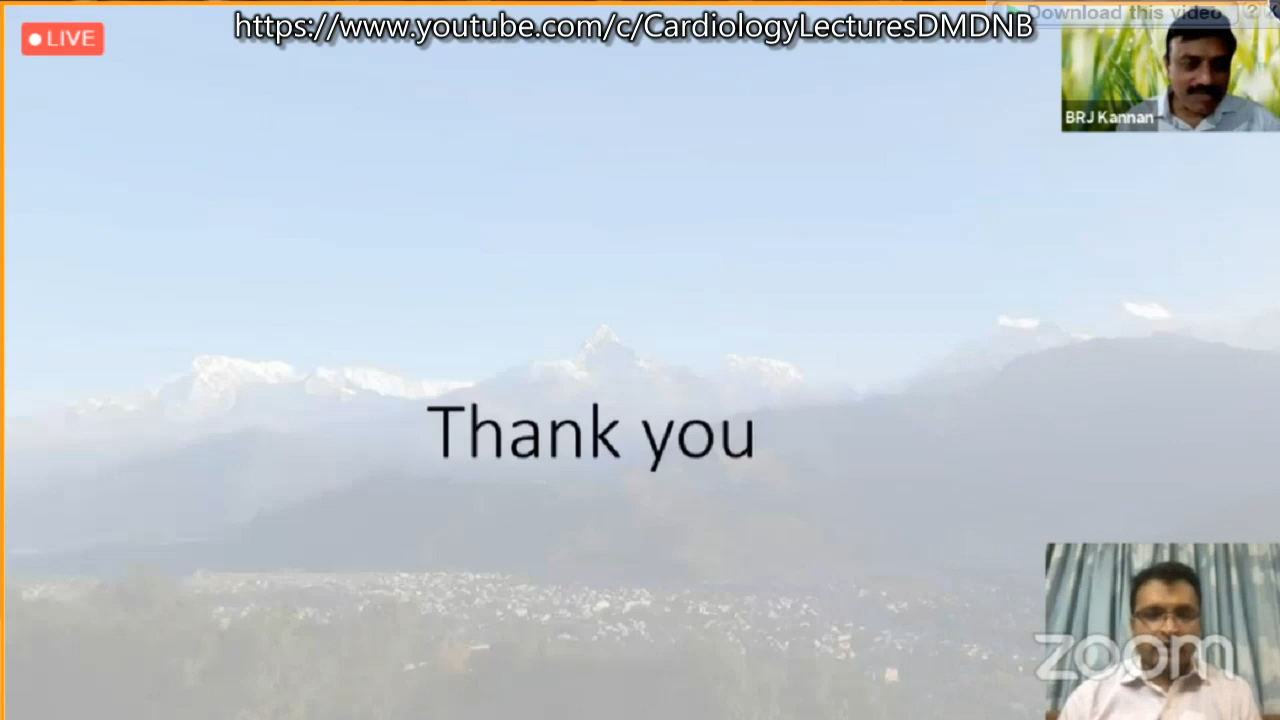 https://www.youtube.com/c/CardiologyLecturesDMDNB
Download this video
?
X
LIVE
BRJ Kannan
Thank you
zoom